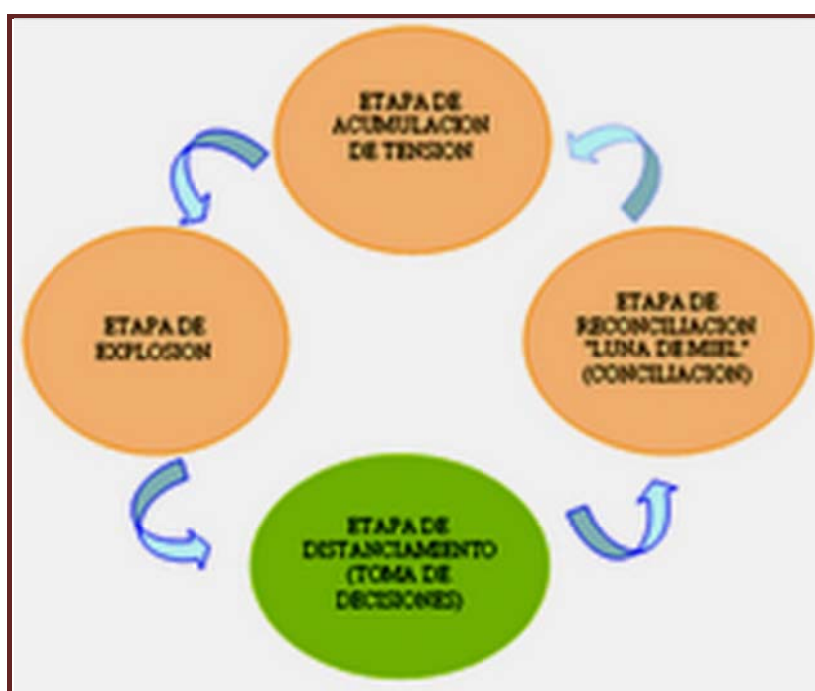 ETAPA DE
ACUMULACION
DE TENSION
ETAPA DE
EXPLOSION
ETAPA DE
RECONCILIACION
"LUNA DE MIEL"
(CONCILIACION)
ETAPA DE
DISTANCIAMIENTO
(TOMA DE
DECISIONES)